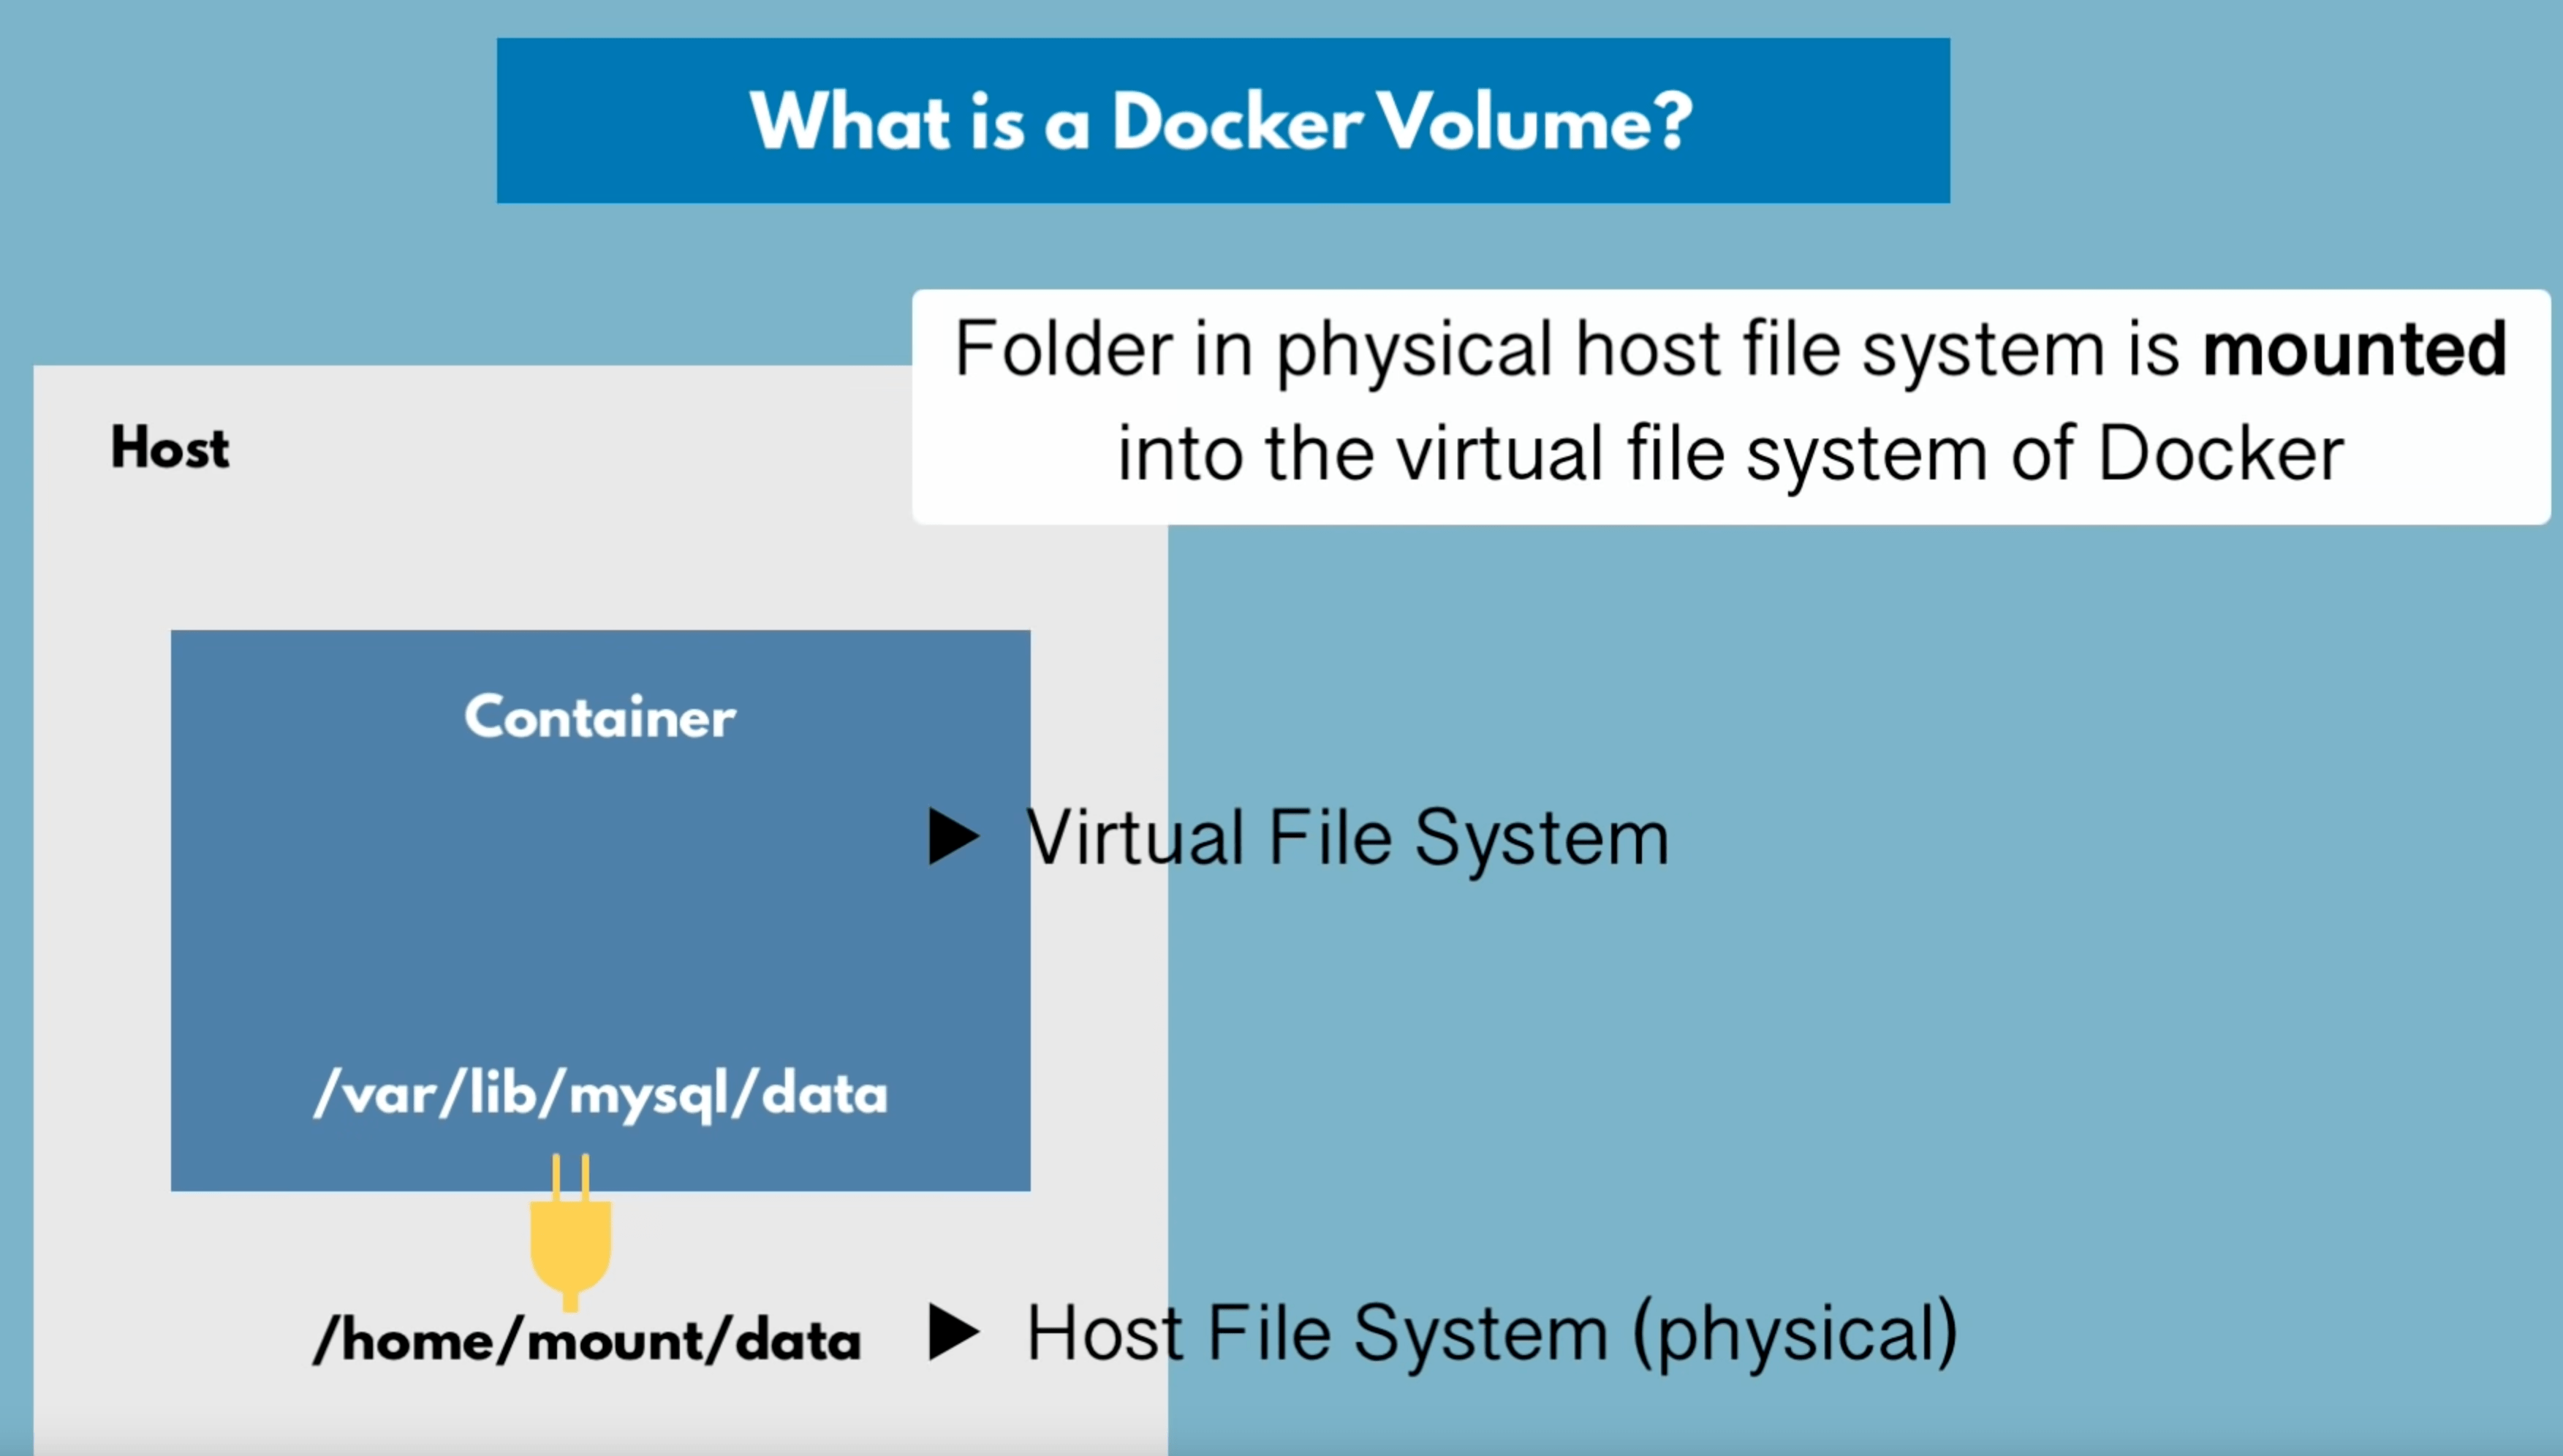 What is a Docker Volume?
Folder in physical host file system is mounted
into the virtual file system of Docker
Host
Container
Virtual File System
/var/lib/mysql/data
/home/mount/data
Host File System (physical)